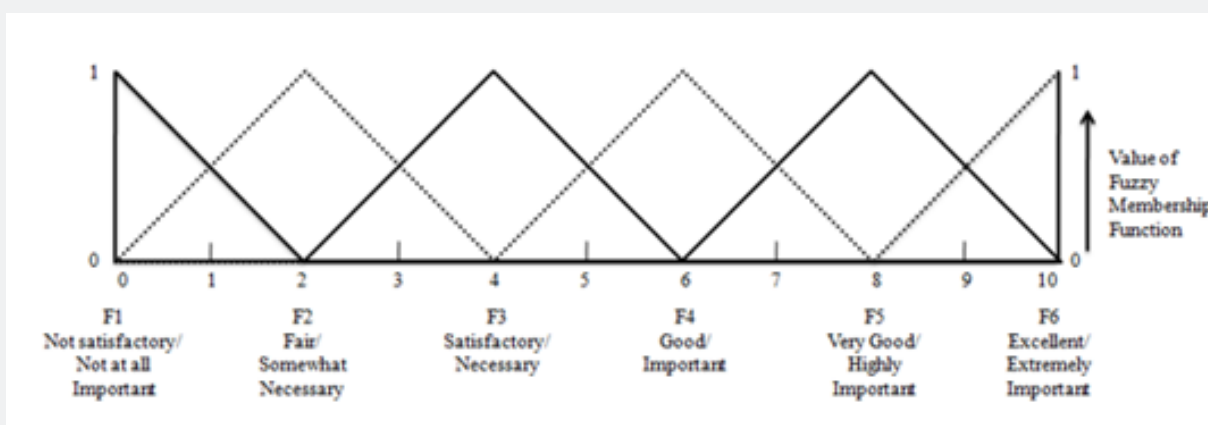 1
1
Value of
Fuzzy
Membership
Function
0
0
0 1 2 3 4 5 6 7 8 9 10
F1 F2 F3 F4 F5 F6
Not satisfactory/ Fair/ Satisfactory/ Good/ Very Good/ Excellent/
Not at all Somewhat Necessary Important Highly Extremely
Important Necessary Important Important